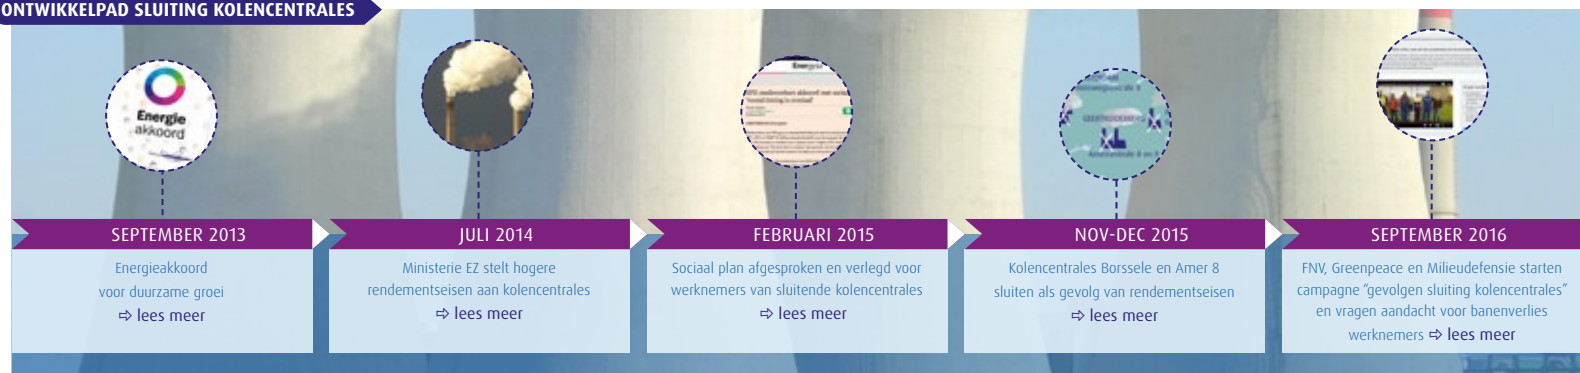 ONTWIKKELPAD SLUITING KOLENCENTRALES
Energie
akkoord
SEPTEMBER 2013
Energieakkoord
voor duurzame groei
⇨ lees meer
JULI 2014
Ministerie EZ stelt hogere
rendementseisen aan kolencentrales
⇨ lees meer
FEBRUARI 2015
Sociaal plan afgesproken en verlegd voor
werknemers van sluitende kolencentrales
⇨ lees meer
NOV-DEC 2015
Kolencentrales Borssele en Amer 8
sluiten als gevolg van rendementseisen
⇨ lees meer
SEPTEMBER 2016
FNV, Greenpeace en Milieudefensie starten
campagne “gevolgen sluiting kolencentrales”
en vragen aandacht voor banenverlies
werknemers ⇨ lees meer